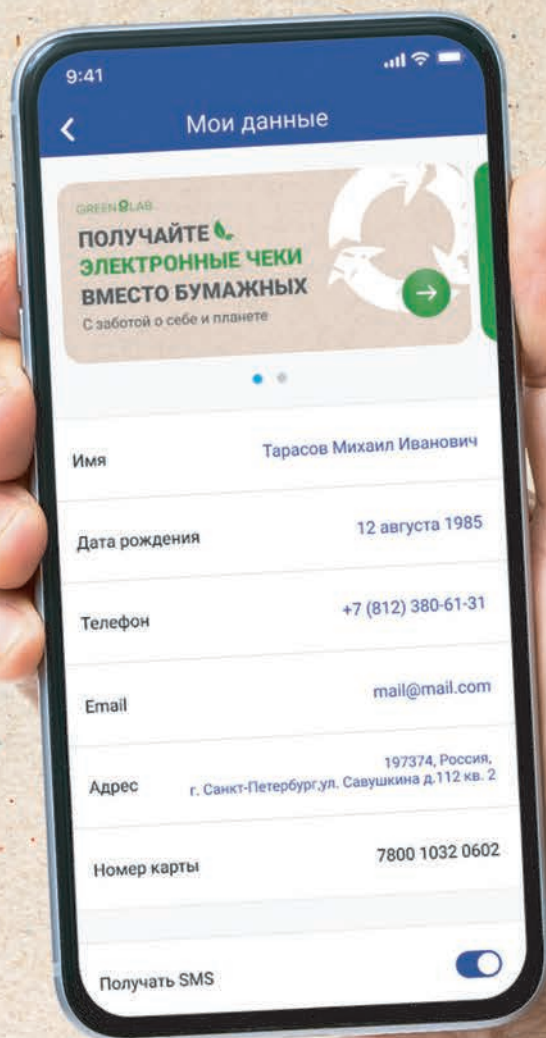 9:41
Мои данные
GREEN LAB
ПОЛУЧАЙТЕ
ЭЛЕКТРОННЫЕ ЧЕКИ
ВМЕСТО БУМАЖНЫХ
С заботой о себе и планете
Имя Тарасов Михаил Иванович
Дата рождения 12 августа 1985
Телефон +7 (812) 380-61-31
Email mail@mail.com
Адрес 197374, Россия,
г. Санкт-Петербург,ул. Савушкина д.112 кв. 2
Номер карты 7800 1032 0602
Получать SMS